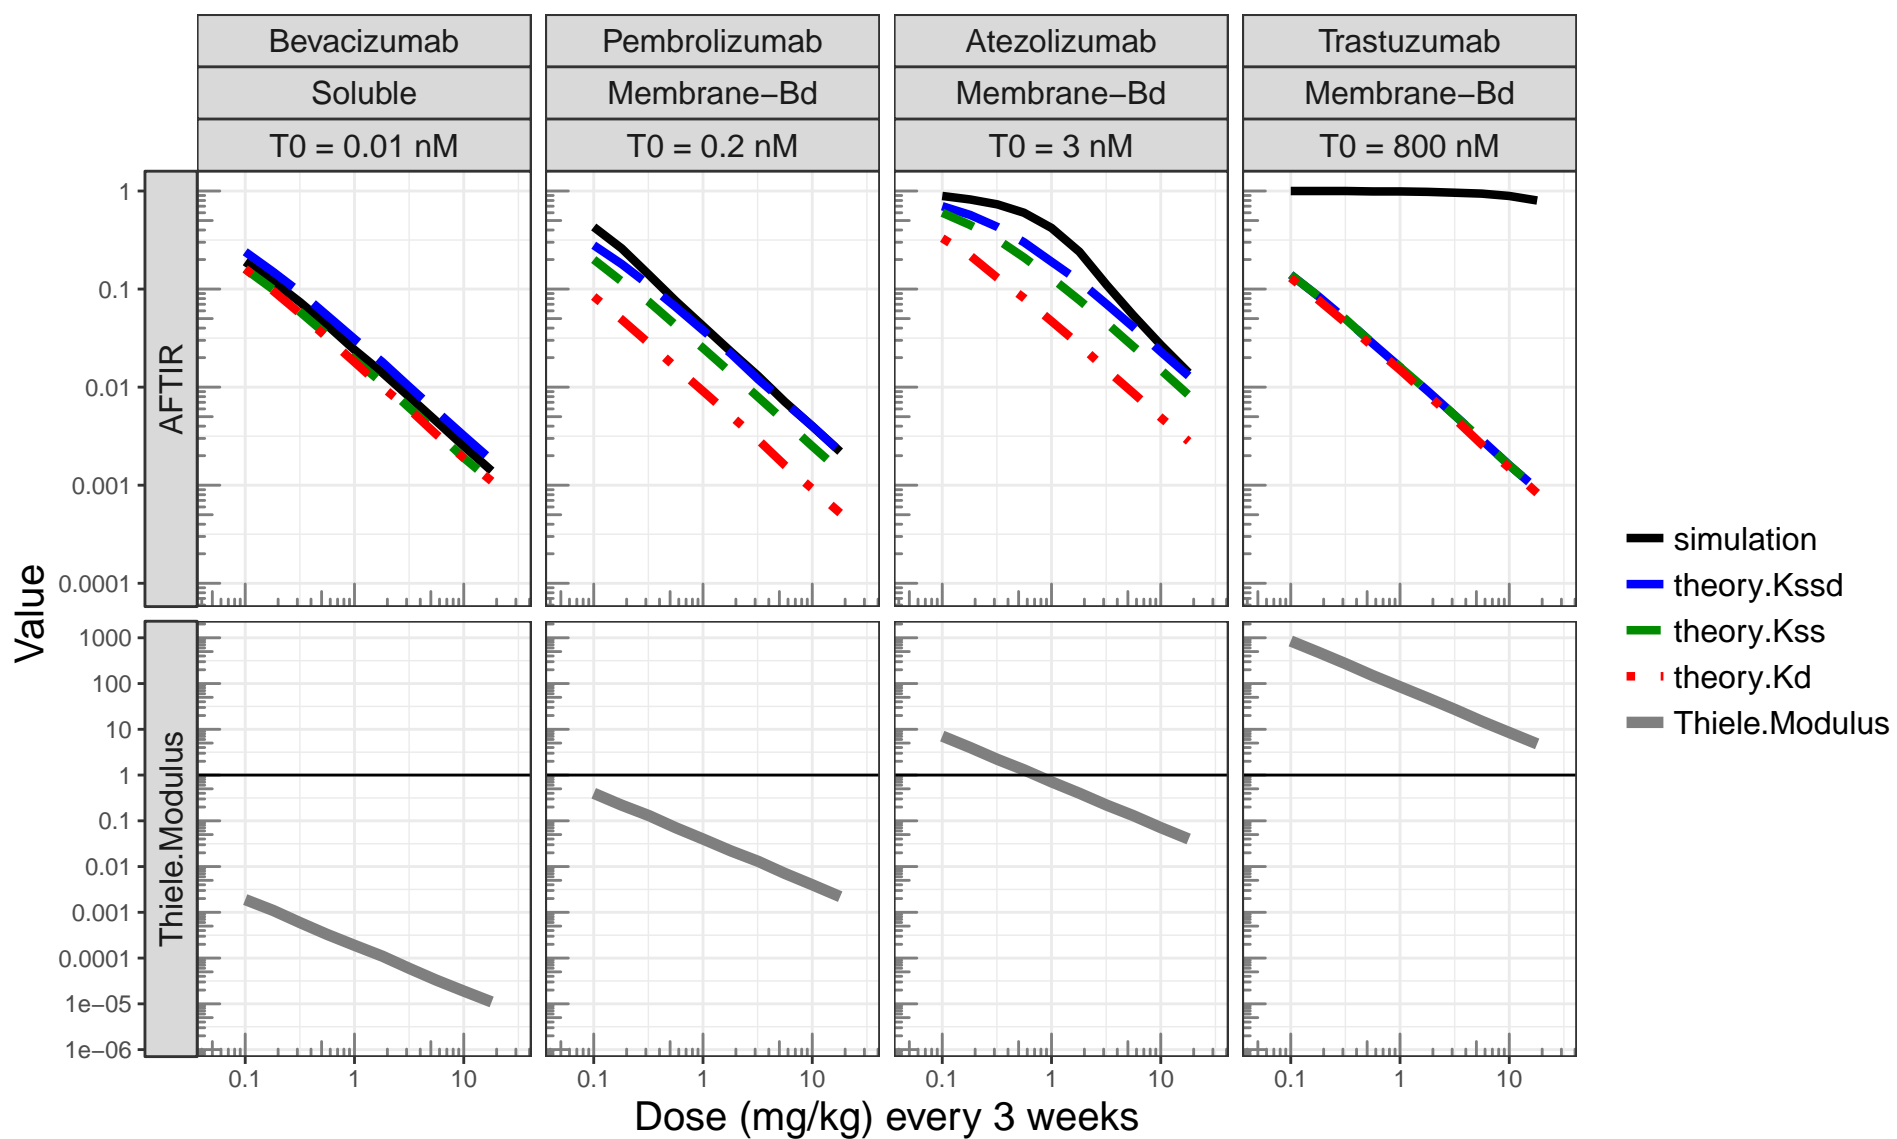 Bevacizumab
Pembrolizumab
Atezolizumab
Trastuzumab
Soluble
Membrane−Bd
Membrane−Bd
Membrane−Bd
T0 = 0.01 nM
T0 = 0.2 nM
T0 = 3 nM
T0 = 800 nM
Value
AFTIR
1
0.1
0.01
0.001
0.0001
Thiele.Modulus
1000
100
10
1
0.1
0.01
0.001
0.0001
1e−05
1e−06
0.1 1 10
0.1 1 10
0.1 1 10
0.1 1 10
Dose (mg/kg) every 3 weeks
simulation
theory.Kssd
theory.Kss
theory.Kd
Thiele.Modulus